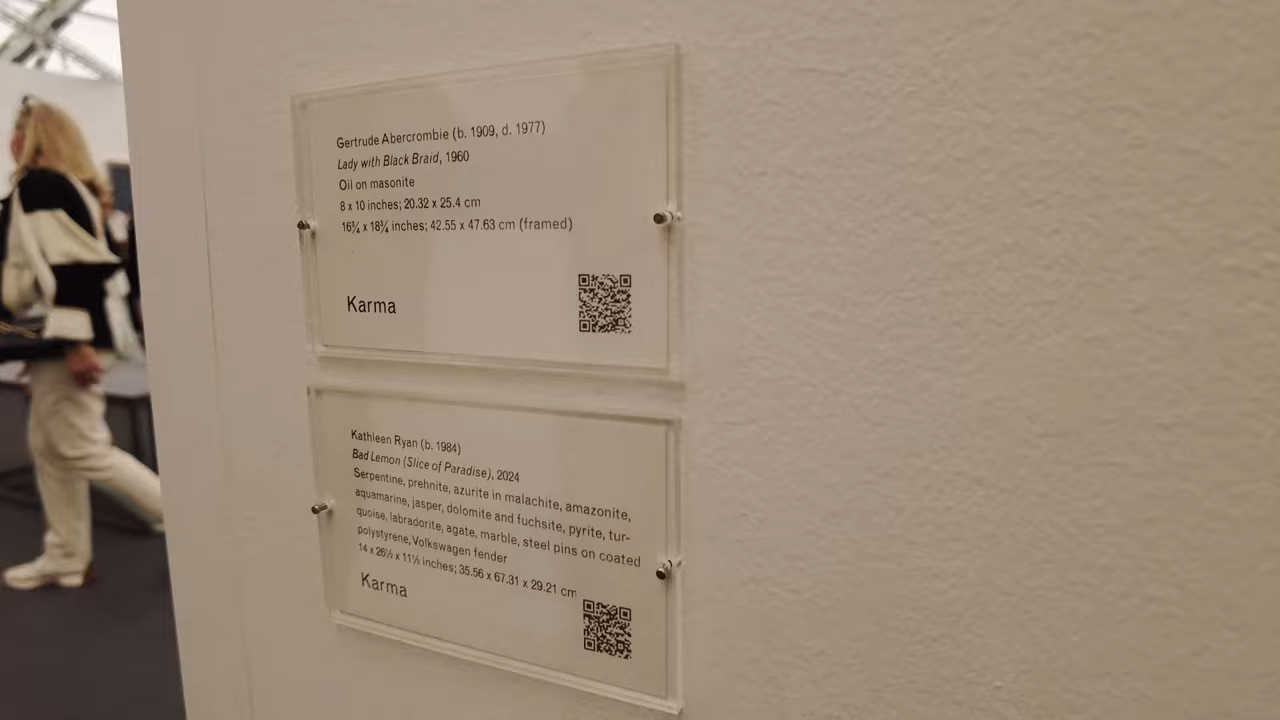 Gertrude Abercrombie (b. 1909, d. 1977)
Lady with Black Braid, 1960
Oil on masonite
8 x 10 inches; 20.32 x 25.4 cm
16¾ x 18¾ inches; 42.55 x 47.63 cm (framed)
Karma
Kathleen Ryan (b. 1984)
Bad Lemon (Slice of Paradise), 2024
Serpentine, prehnite, azurite in malachite, amazonite,
aquamarine, jasper, dolomite and fuchsite, pyrite, tur-
quoise, labradorite, agate, marble, steel pins on coated
polystyrene, Volkswagen fender
14 x 26½ x 11½ inches; 35.56 x 67.31 x 29.21 cm
Karma